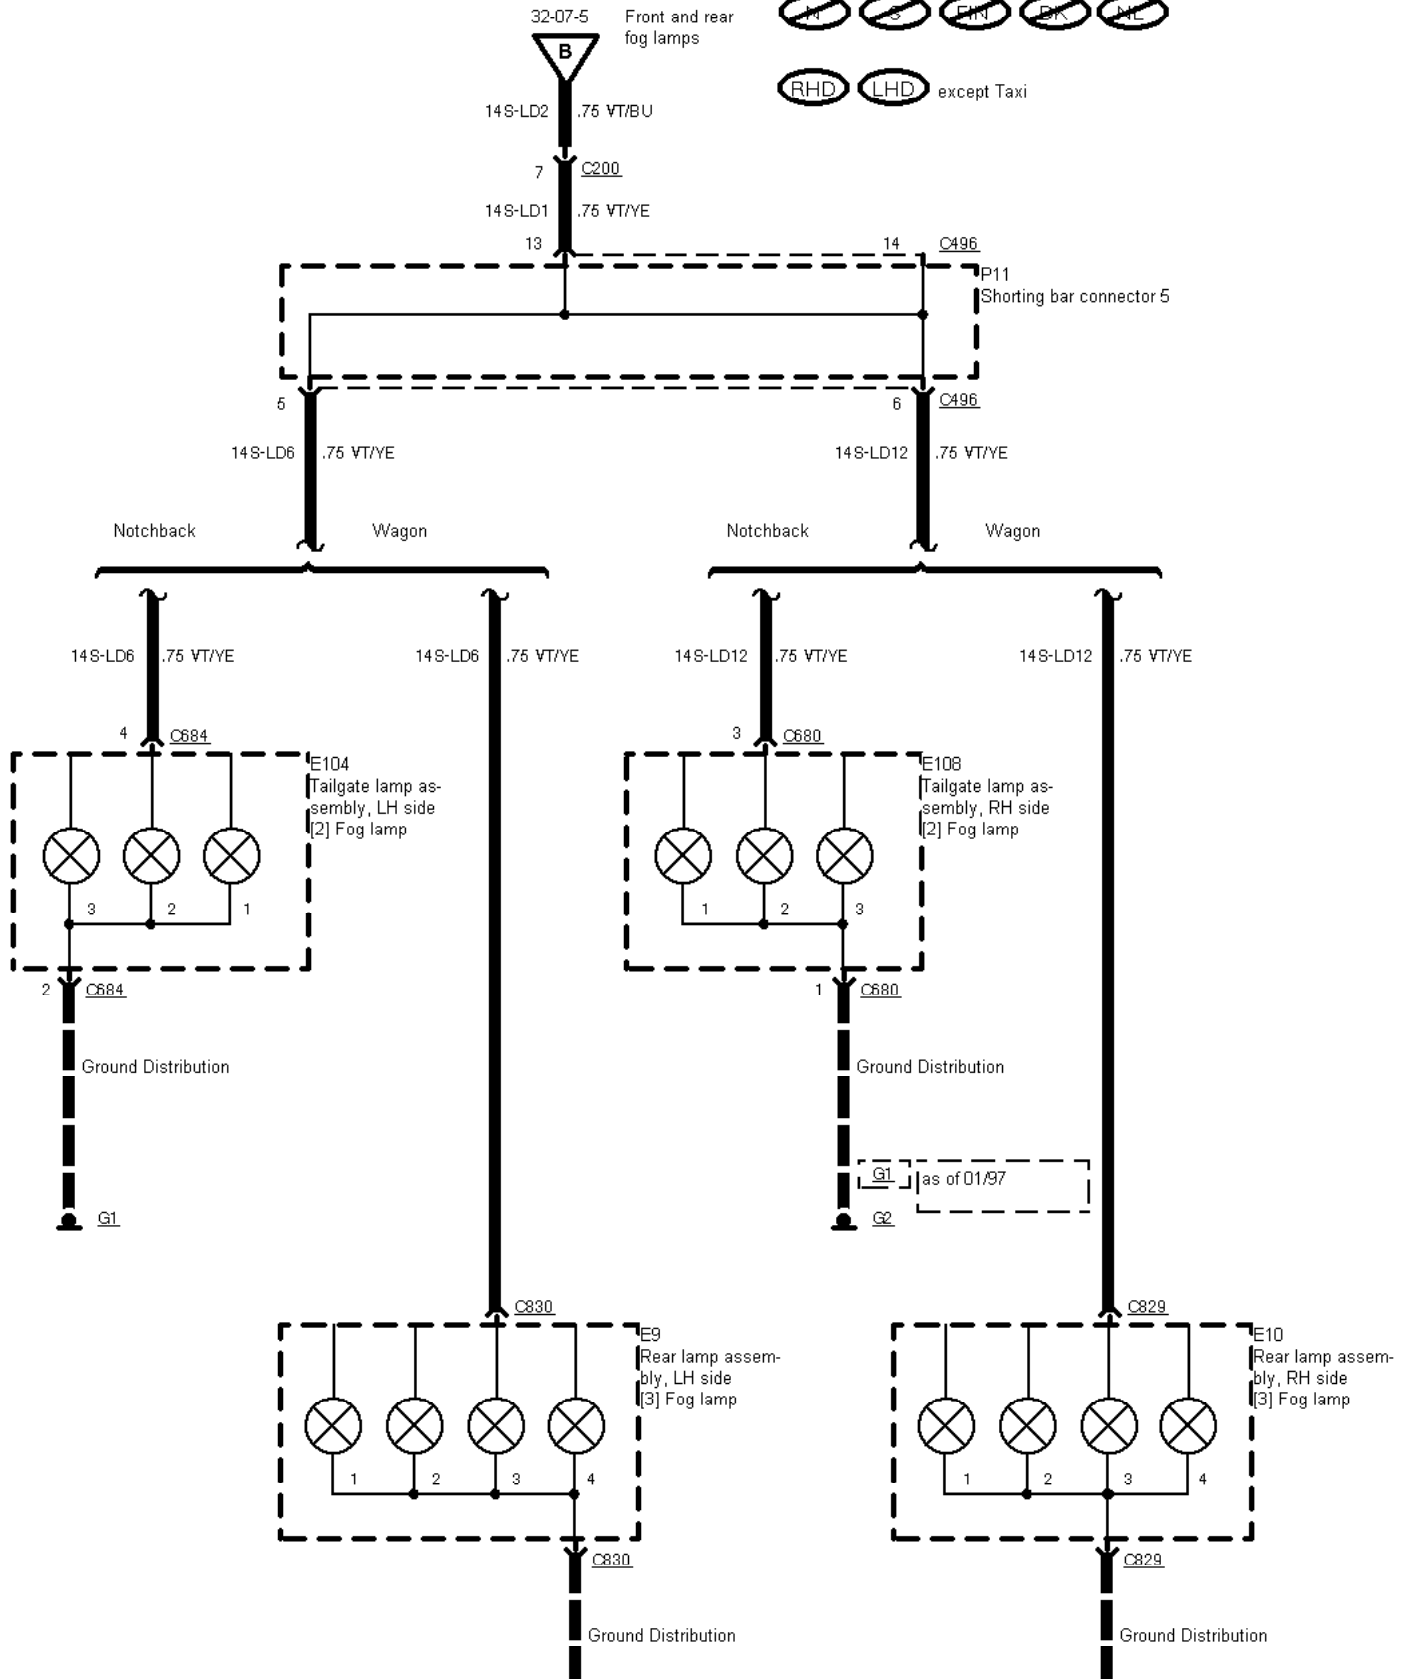 32-07-5
Front and rear
fog lamps
N S FIN DK NL
B
RHD LHD except Taxi
14S-LD2 .75 VT/BU
7 C200
14S-LD1 .75 VT/YE
13 14 C496
P11
Shorting bar connector 5
5 6 C496
14S-LD6 .75 VT/YE 14S-LD12 .75 VT/YE
Notchback Wagon Notchback Wagon
14S-LD6 .75 VT/YE 14S-LD6 .75 VT/YE 14S-LD12 .75 VT/YE 14S-LD12 .75 VT/YE
4 C684 3 C680
E104
Tailgate lamp as-
sembly, LH side
[2] Fog lamp
E108
Tailgate lamp as-
sembly, RH side
[2] Fog lamp
3 2 1 1 2 3
2 C684 1 C680
Ground Distribution Ground Distribution
G1 as of 01/97
G1 G2
C830 C829
E9
Rear lamp assem-
bly, LH side
[3] Fog lamp
E10
Rear lamp assem-
bly, RH side
[3] Fog lamp
1 2 3 4 1 2 3 4
C830 C829
Ground Distribution Ground Distribution